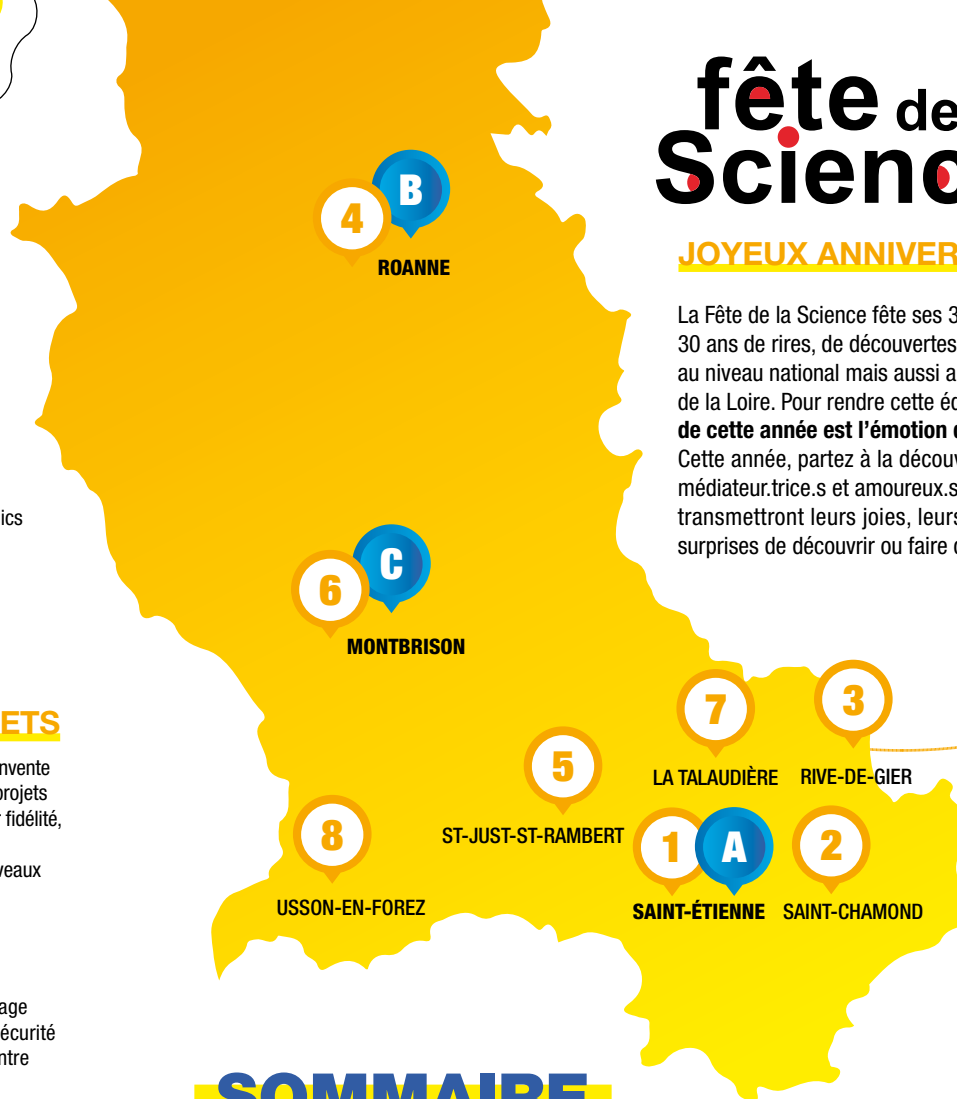 fête de
Scienc
JOYEUX ANNIVER
La Fête de la Science fête ses 3
30 ans de rires, de découvertes
au niveau national mais aussi a
de la Loire. Pour rendre cette éd
de cette année est l'émotion d
Cette année, partez à la découv
médiateur.trice.s et amoureux.s
transmettront leurs joies, leurs
surprises de découvrir ou faire d
4
B
ROANNE
6
C
MONTBRISON
7
LA TALAUDIÈRE
3
RIVE-DE-GIER
5
ST-JUST-ST-RAMBERT
8
USSON-EN-FOREZ
1
A
SAINT-ÉTIENNE
2
SAINT-CHAMOND
ics
ETS
nvente
projets
r fidélité,
veaux
age
écurité
ntre
SOMMAIRE